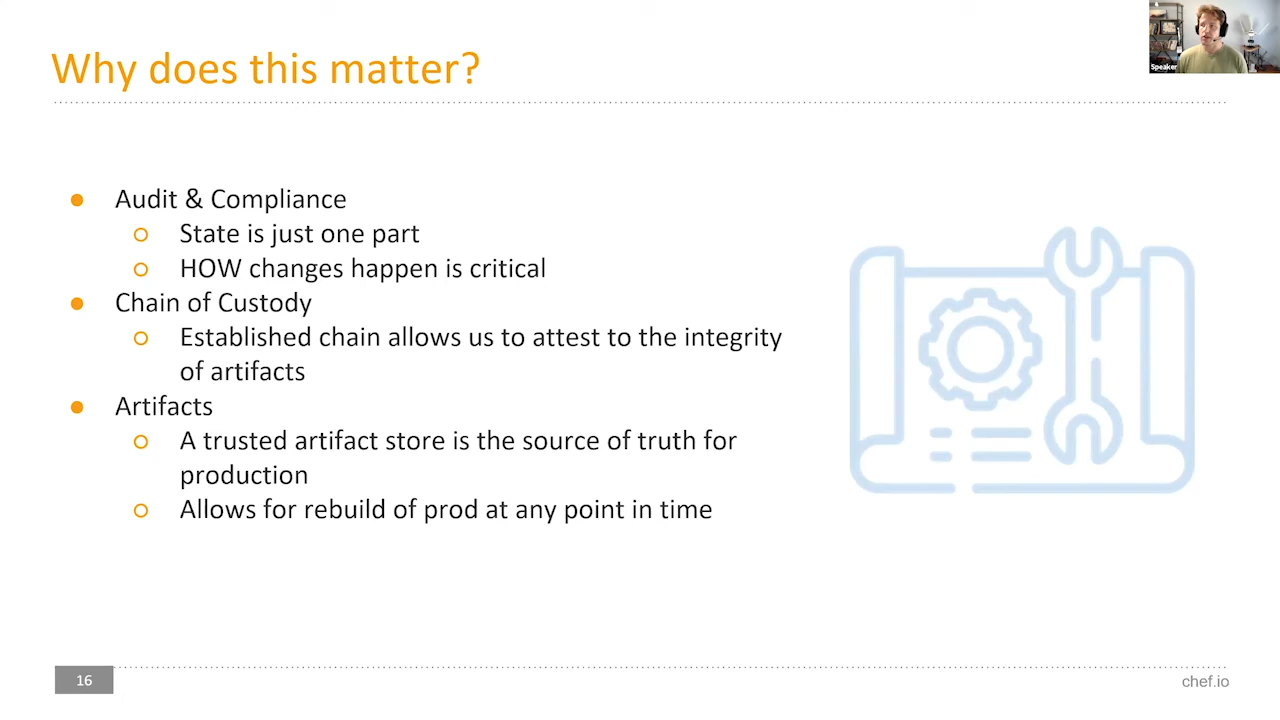 Why does this matter?
Speaker
Audit & Compliance
State is just one part
HOW changes happen is critical
Chain of Custody
Established chain allows us to attest to the integrity
of artifacts
Artifacts
A trusted artifact store is the source of truth for
production
Allows for rebuild of prod at any point in time
16
chef.io